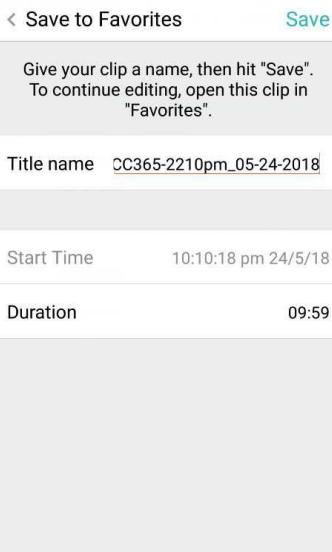 < Save to Favorites Save
Give your clip a name, then hit "Save".
To continue editing, open this clip in
"Favorites".
Title name CC365-2210pm_05-24-2018
Start Time 10:10:18 pm 24/5/18
Duration 09:59